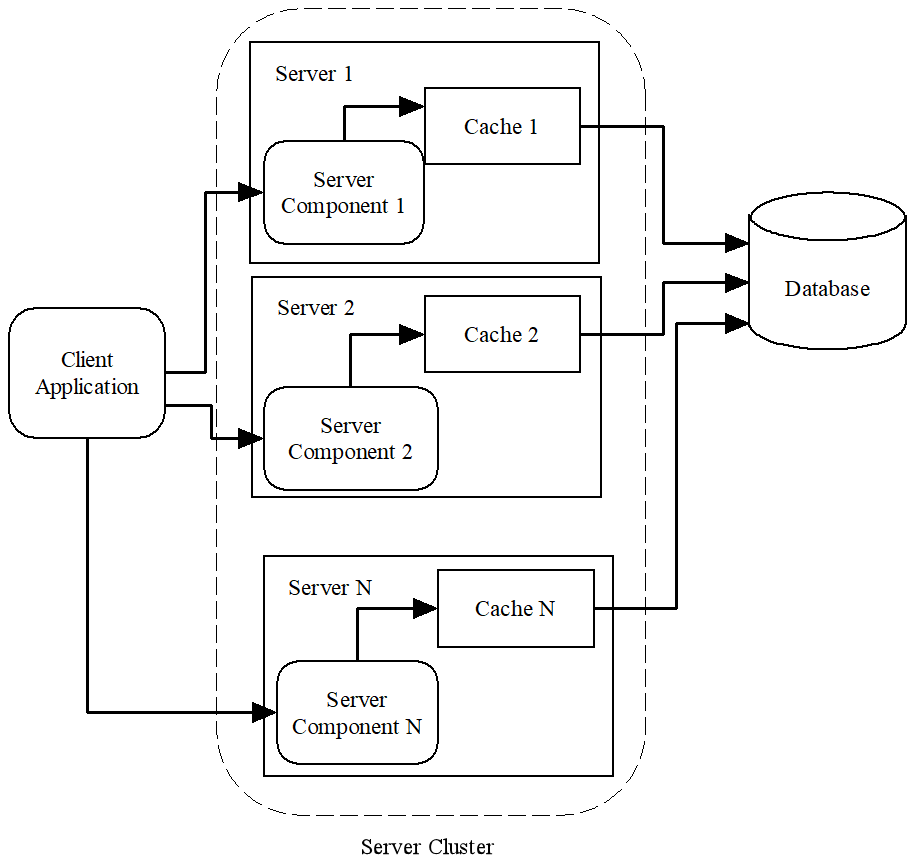 Server 1
Cache 1
Server
Component 1
Server 2
Cache 2
Server
Component 2
Client
Application
Database
Server N
Cache N
Server
Component N
Server Cluster